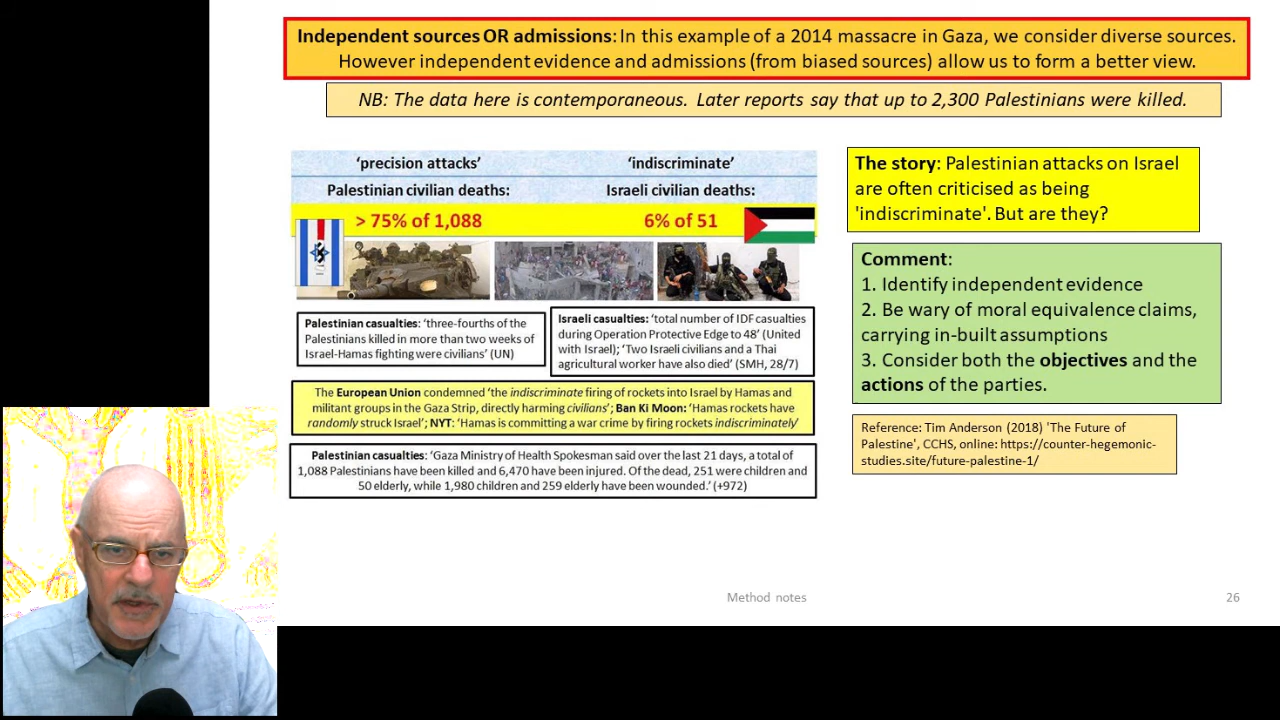 Independent sources OR admissions: In this example of a 2014 massacre in Gaza, we consider diverse sources.
However independent evidence and admissions (from biased sources) allow us to form a better view.
NB: The data here is contemporaneous. Later reports say that up to 2,300 Palestinians were killed.
'precision attacks'
'indiscriminate'
Palestinian civilian deaths:
Israeli civilian deaths:
> 75% of 1,088
6% of 51
Palestinian casualties: 'three-fourths of the
Palestinians killed in more than two weeks of
Israel-Hamas fighting were civilians' (UN)
Israeli casualties: 'total number of IDF casualties
during Operation Protective Edge to 48' (United
with Israel); 'Two Israeli civilians and a Thai
agricultural worker have also died' (SMH, 28/7)
The European Union condemned 'the indiscriminate firing of rockets into Israel by Hamas and
militant groups in the Gaza Strip, directly harming civilians'; Ban Ki Moon: 'Hamas rockets have
randomly struck Israel'; NYT: 'Hamas is committing a war crime by firing rockets indiscriminately'
Palestinian casualties: 'Gaza Ministry of Health Spokesman said over the last 21 days, a total of
1,088 Palestinians have been killed and 6,470 have been injured. Of the dead, 251 were children and
50 elderly, while 1,980 children and 259 elderly have been wounded.' (+972)
The story: Palestinian attacks on Israel
are often criticised as being
'indiscriminate'. But are they?
Comment:
1. Identify independent evidence
2. Be wary of moral equivalence claims,
carrying in-built assumptions
3. Consider both the objectives and the
actions of the parties.
Reference: Tim Anderson (2018) 'The Future of
Palestine', CCHS, online: https://counter-hegemonic-
studies.site/future-palestine-1/
Method notes
26